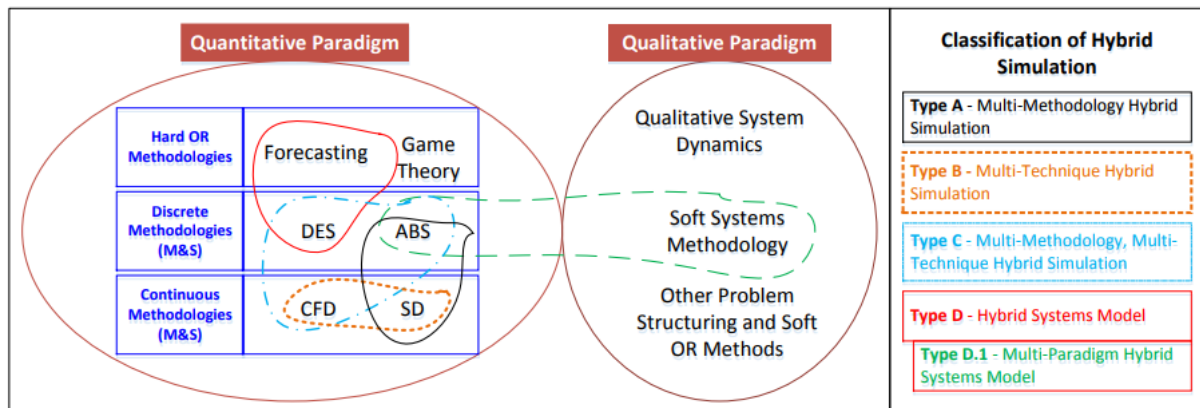 Quantitative Paradigm
Qualitative Paradigm
Hard OR
Methodologies
Forecasting
Game
Theory
Discrete
Methodologies
(M&S)
DES
ABS
Continuous
Methodologies
(M&S)
CFD
SD
Qualitative System
Dynamics
Soft Systems
Methodology
Other Problem
Structuring and Soft
OR Methods
Classification of Hybrid
Simulation
Type A - Multi-Methodology Hybrid
Simulation
Type B - Multi-Technique Hybrid
Simulation
Type C - Multi-Methodology, Multi-
Technique Hybrid Simulation
Type D - Hybrid Systems Model
Type D.1 - Multi-Paradigm Hybrid
Systems Model